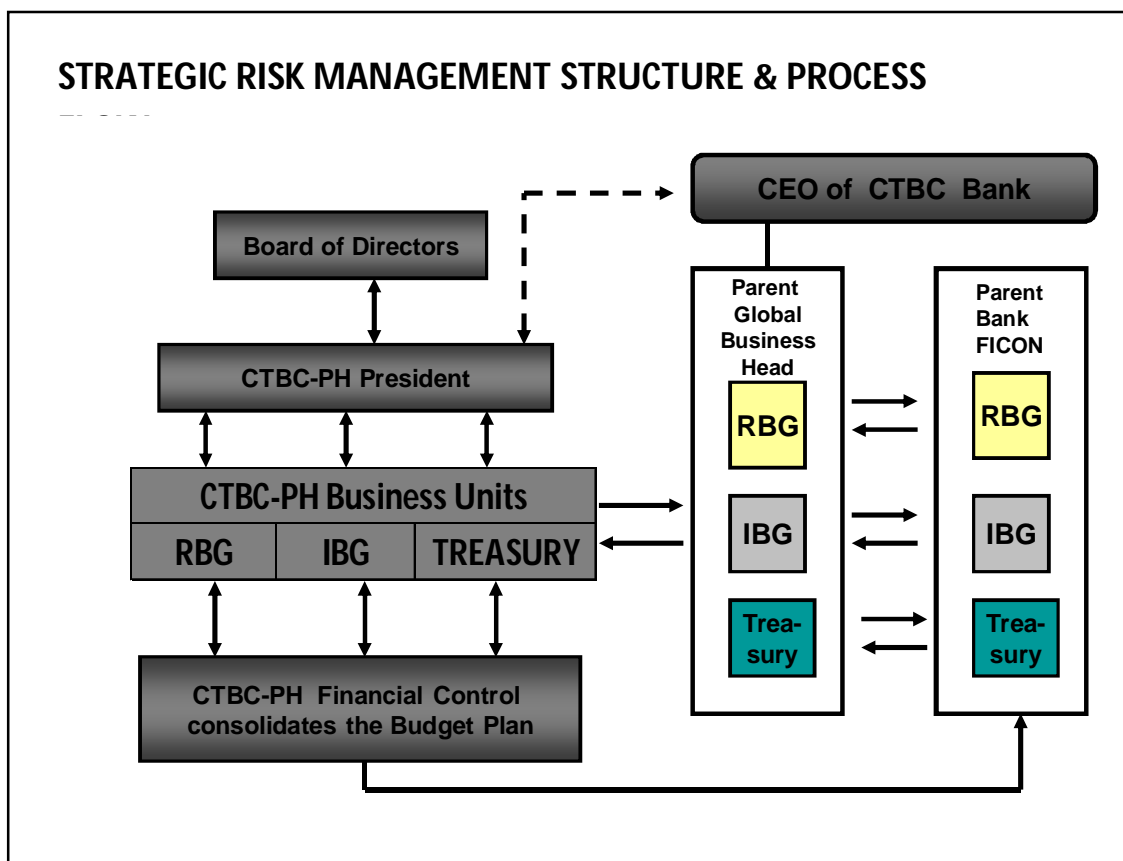 STRATEGIC RISK MANAGEMENT STRUCTURE & PROCESS
CEO of CTBC Bank
Board of Directors
CTBC-PH President
CTBC-PH Business Units
RBG IBG TREASURY
CTBC-PH Financial Control
consolidates the Budget Plan
Parent
Global
Business
Head
RBG
IBG
Trea-
sury
Parent
Bank
FICON
RBG
IBG
Trea-
sury